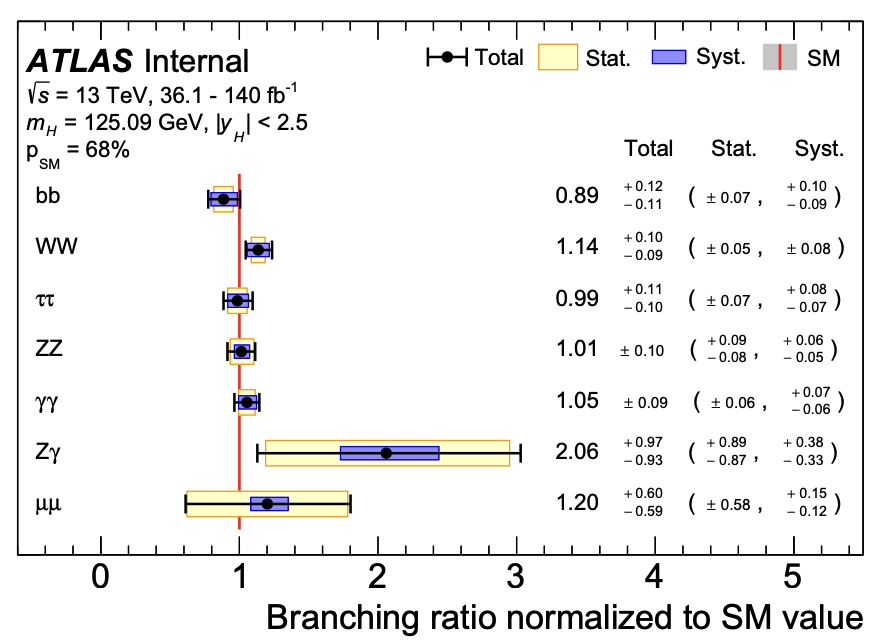 ATLAS Internal
√s = 13 TeV, 36.1 - 140 fb⁻¹
m_H = 125.09 GeV, |y_H| < 2.5
p_SM = 68%
Total Stat. Syst. SM
Total Stat. Syst.
bb 0.89 +0.12 −0.11 ( ±0.07 , +0.10 −0.09 )
WW 1.14 +0.10 −0.09 ( ±0.05 , ±0.08 )
ττ 0.99 +0.11 −0.10 ( ±0.07 , +0.08 −0.07 )
ZZ 1.01 ±0.10 ( +0.09 −0.08 , +0.06 −0.05 )
γγ 1.05 ±0.09 ( ±0.06 , +0.07 −0.06 )
Zγ 2.06 +0.97 −0.93 ( +0.89 −0.87 , +0.38 −0.33 )
μμ 1.20 +0.60 −0.59 ( ±0.58 , +0.15 −0.12 )
0 1 2 3 4 5
Branching ratio normalized to SM value